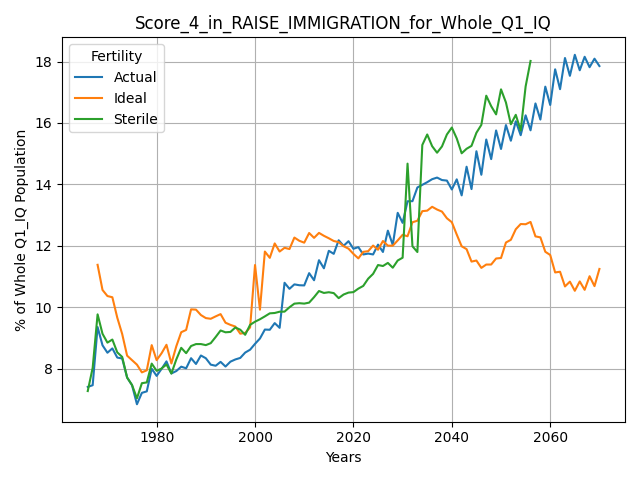 Score_4_in_RAISE_IMMIGRATION_for_Whole_Q1_IQ
Fertility
Actual
Ideal
Sterile
% of Whole Q1_IQ Population
18
16
14
12
10
8
1980
2000
2020
2040
2060
Years